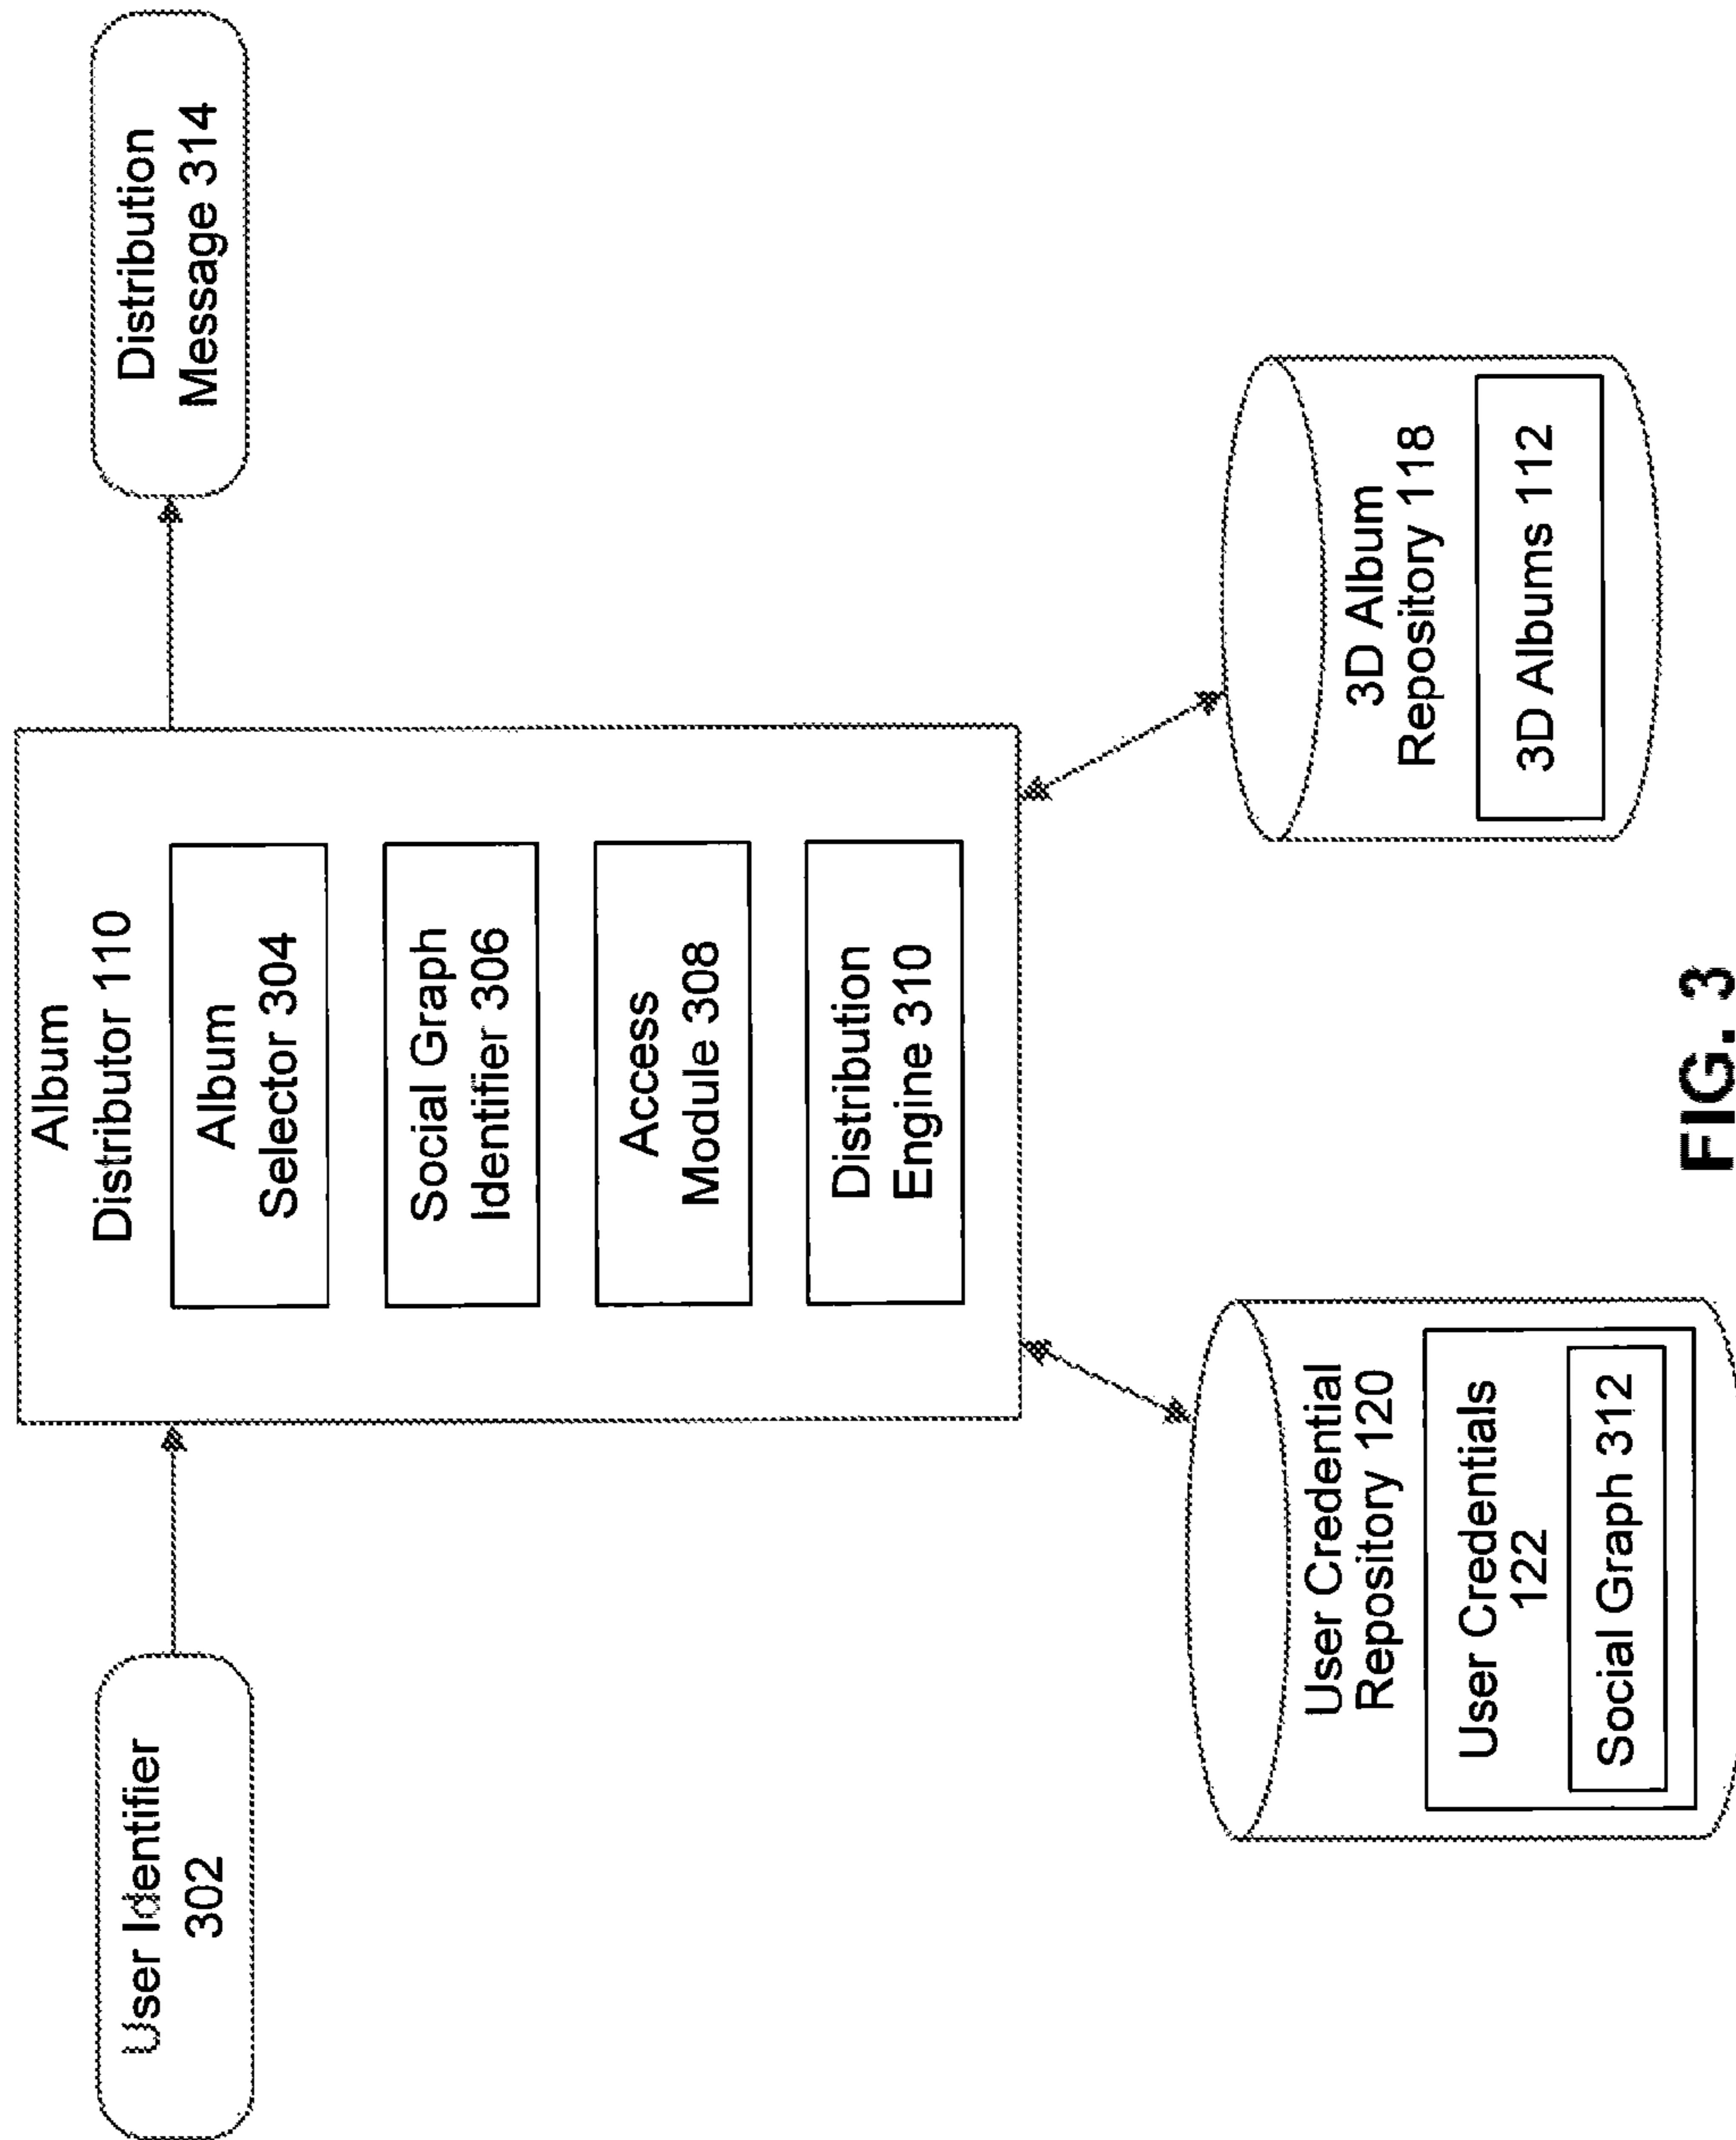 User Identifier
302
Album
Distributor 110
Album
Selector 304
Social Graph
Identifier 306
Access
Module 308
Distribution
Engine 310
Distribution
Message 314
User Credential
Repository 120
User Credentials
122
Social Graph 312
3D Album
Repository 118
3D Albums 112
FIG. 3